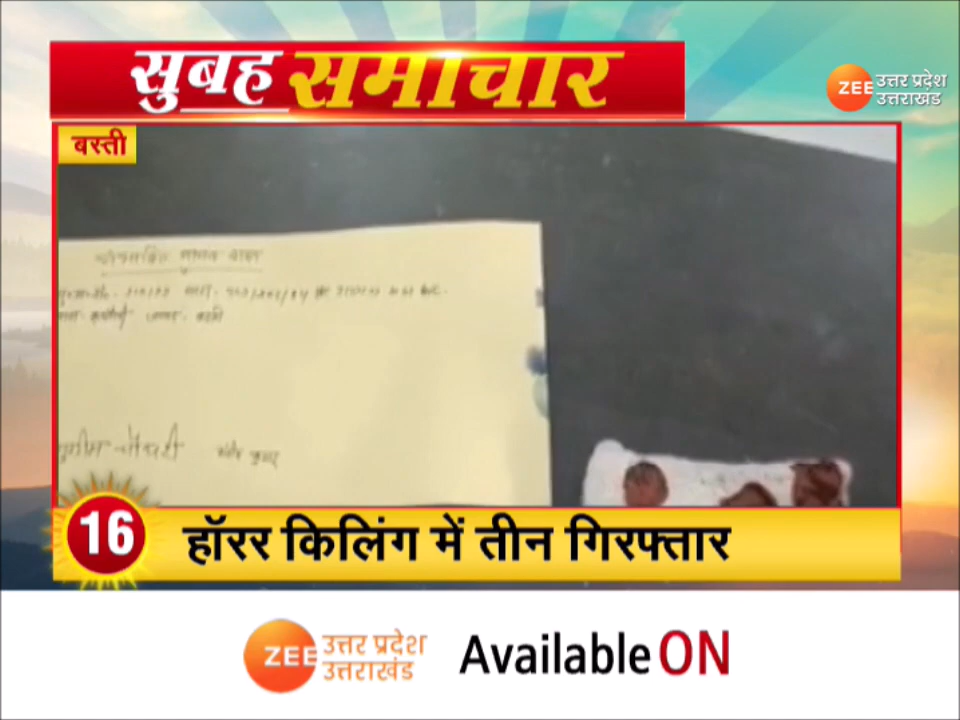 सुबह समाचार
ZEE उत्तर प्रदेश
उत्तराखंड
बस्ती
16
हॉरर किलिंग में तीन गिरफ्तार
ZEE उत्तर प्रदेश
उत्तराखंड
Available ON